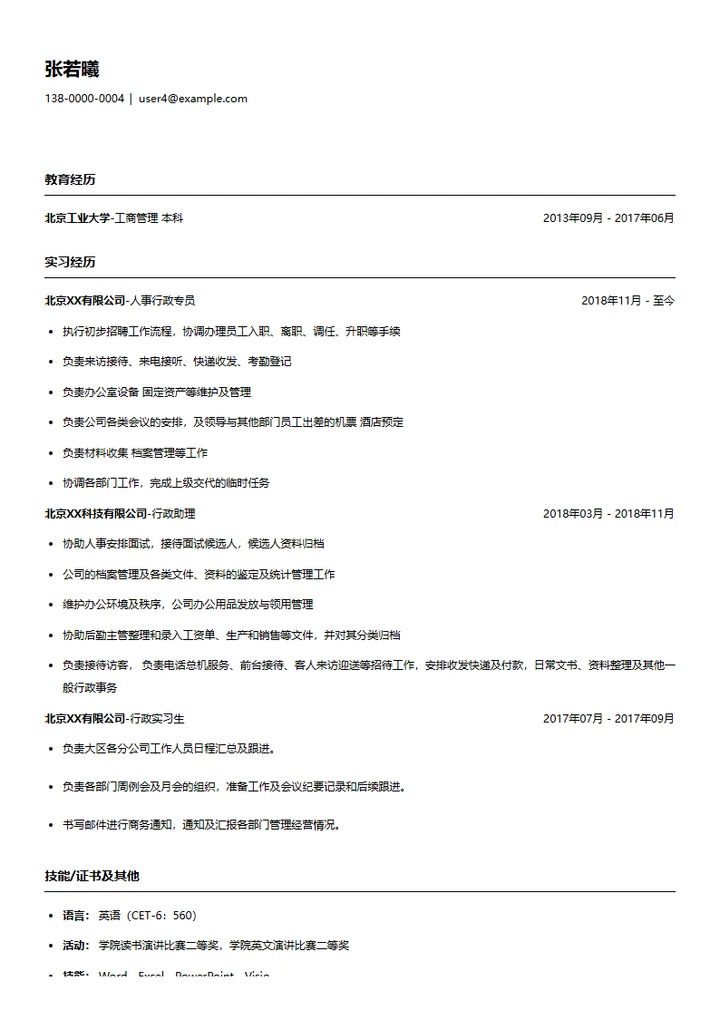 张若曦
138-0000-0004 | user4@example.com
教育经历
北京工业大学-工商管理 本科 2013年09月 - 2017年06月
实习经历
北京XX有限公司-人事行政专员 2018年11月 - 至今
• 执行初步招聘工作流程，协调办理员工入职、离职、调任、升职等手续
• 负责来访接待、来电接听、快递收发、考勤登记
• 负责办公室设备 固定资产等维护及管理
• 负责公司各类会议的安排，及领导与其他部门员工出差的机票 酒店预定
• 负责材料收集 档案管理等工作
• 协调各部门工作，完成上级交代的临时任务
北京XX科技有限公司-行政助理 2018年03月 - 2018年11月
• 协助人事安排面试，接待面试候选人，候选人资料归档
• 公司的档案管理及各类文件、资料的鉴定及统计管理工作
• 维护办公环境及秩序，公司办公用品发放与领用管理
• 协助后勤主管整理和录入工资单、生产和销售等文件，并对其分类归档
• 负责接待访客， 负责电话总机服务、前台接待、客人来访迎送等招待工作，安排收发快递及付款，日常文书、资料整理及其他一
般行政事务
北京XX有限公司-行政实习生 2017年07月 - 2017年09月
• 负责大区各分公司工作人员日程汇总及跟进。
• 负责各部门周例会及月会的组织，准备工作及会议纪要记录和后续跟进。
• 书写邮件进行商务通知，通知及汇报各部门管理经营情况。
技能/证书及其他
• 语言： 英语（CET-6：560）
• 活动： 学院读书演讲比赛二等奖，学院英文演讲比赛二等奖
• 技能： Word、Excel、PowerPoint、Visio